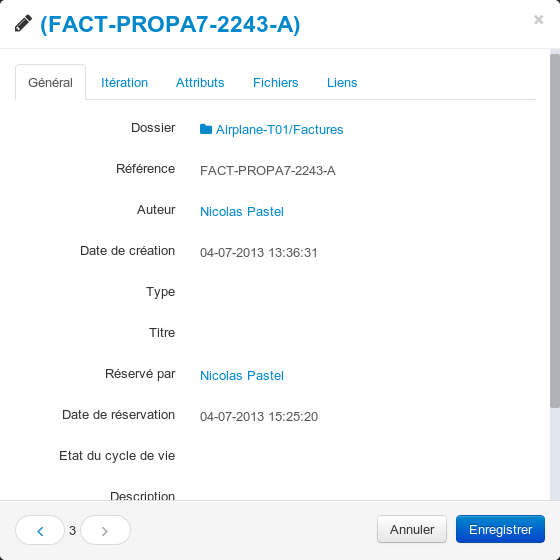 (FACT-PROPA7-2243-A)
×
Général Itération Attributs Fichiers Liens
Dossier Airplane-T01/Factures
Référence FACT-PROPA7-2243-A
Auteur Nicolas Pastel
Date de création 04-07-2013 13:36:31
Type
Titre
Réservé par Nicolas Pastel
Date de réservation 04-07-2013 15:25:20
Etat du cycle de vie
Description
3 Annuler Enregistrer